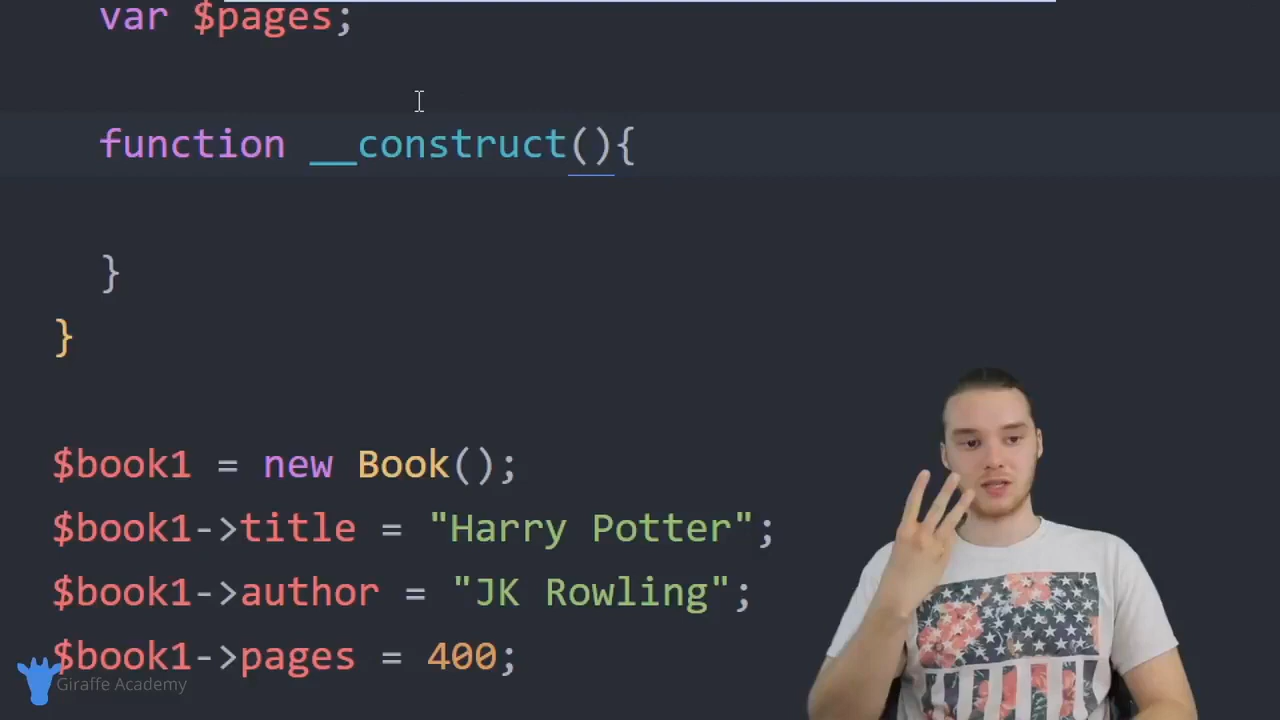 var $pages;
function __construct(){
}
}
$book1 = new Book();
$book1->title = "Harry Potter";
$book1->author = "JK Rowling";
$book1->pages = 400;
Giraffe Academy